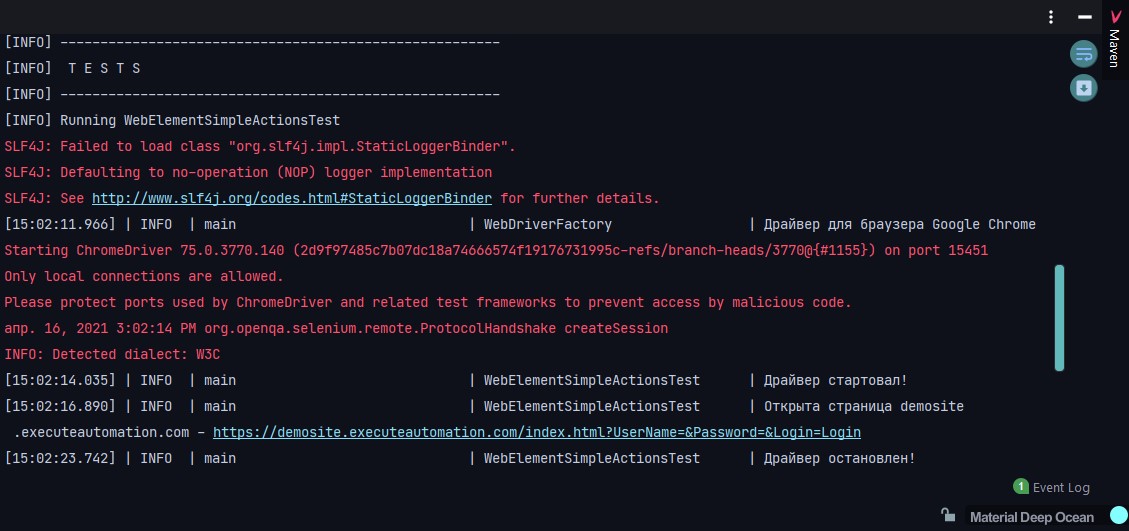 [INFO] -------------------------------------------------------
[INFO]  T E S T S
[INFO] -------------------------------------------------------
[INFO] Running WebElementSimpleActionsTest
SLF4J: Failed to load class "org.slf4j.impl.StaticLoggerBinder".
SLF4J: Defaulting to no-operation (NOP) logger implementation
SLF4J: See http://www.slf4j.org/codes.html#StaticLoggerBinder for further details.
[15:02:11.966] | INFO  | main                             | WebDriverFactory                 | Драйвер для браузера Google Chrome
Starting ChromeDriver 75.0.3770.140 (2d9f97485c7b07dc18a74666574f19176731995c-refs/branch-heads/3770@{#1155}) on port 15451
Only local connections are allowed.
Please protect ports used by ChromeDriver and related test frameworks to prevent access by malicious code.
апр. 16, 2021 3:02:14 PM org.openqa.selenium.remote.ProtocolHandshake createSession
INFO: Detected dialect: W3C
[15:02:14.035] | INFO  | main                             | WebElementSimpleActionsTest      | Драйвер стартовал!
[15:02:16.890] | INFO  | main                             | WebElementSimpleActionsTest      | Открыта страница demosite
.executeautomation.com - https://demosite.executeautomation.com/index.html?UserName=&Password=&Login=Login
[15:02:23.742] | INFO  | main                             | WebElementSimpleActionsTest      | Драйвер остановлен!
Maven
1 Event Log
Material Deep Ocean